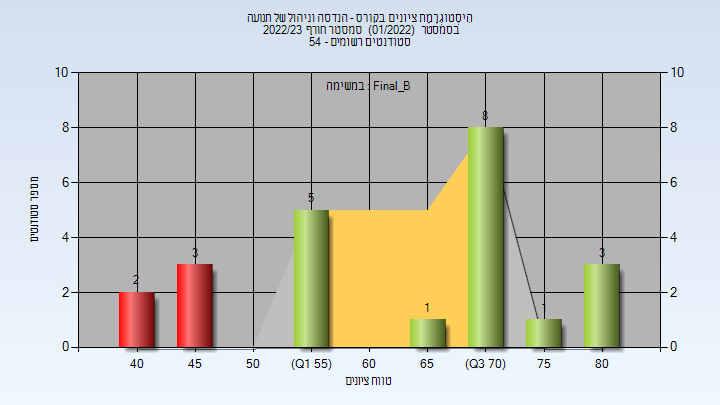 היסטוגרמת ציונים בקורס - הנדסה וניהול של תנועה
בסמסטר (01/2022) סמסטר חורף 2022/23
סטודנטים רשומים - 54
במשימה : Final_B
10 10
8 8
6 6
4 4
2 2
0 0
מספר סטודנטים
2 3 5 1 8 1 3
40 45 50 (Q1 55) 60 65 (Q3 70) 75 80
טווח ציונים